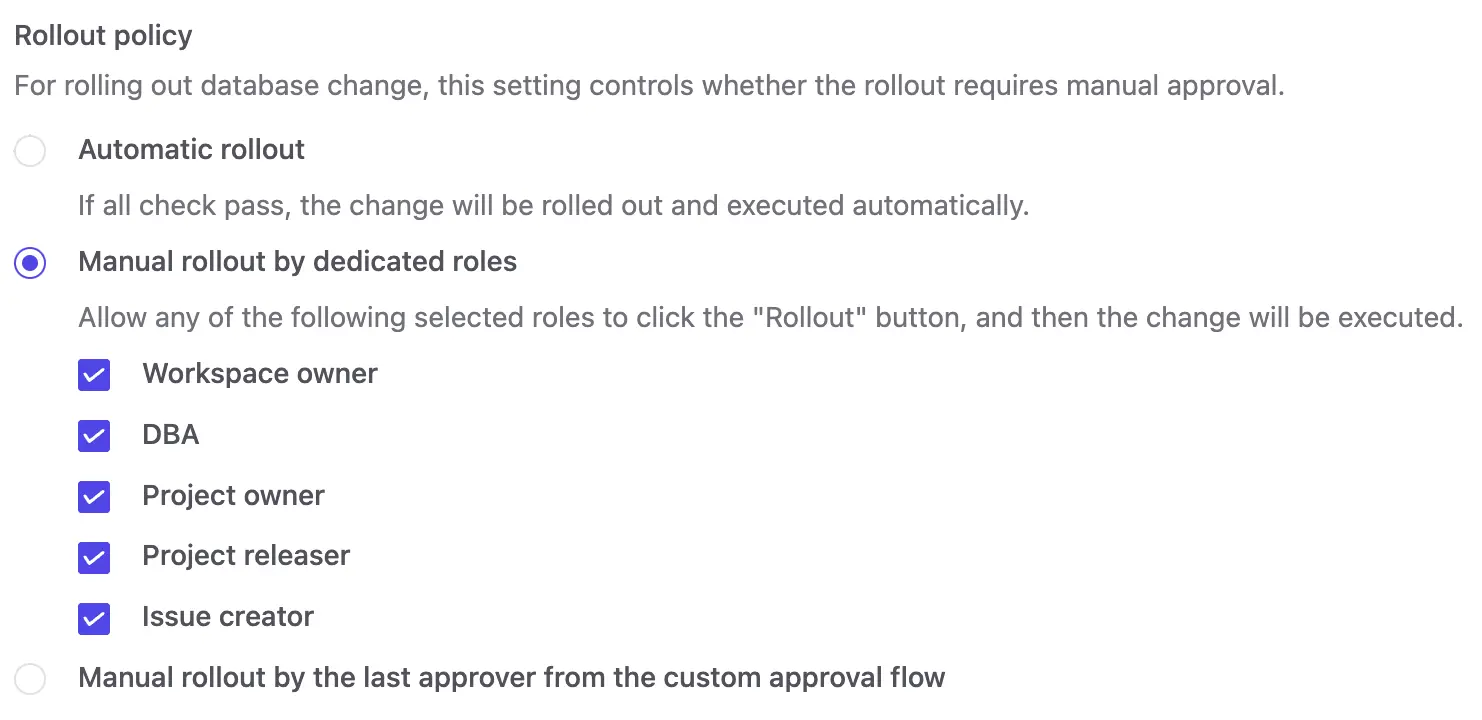 Rollout policy
For rolling out database change, this setting controls whether the rollout requires manual approval.
Automatic rollout
If all check pass, the change will be rolled out and executed automatically.
Manual rollout by dedicated roles
Allow any of the following selected roles to click the "Rollout" button, and then the change will be executed.
Workspace owner
DBA
Project owner
Project releaser
Issue creator
Manual rollout by the last approver from the custom approval flow